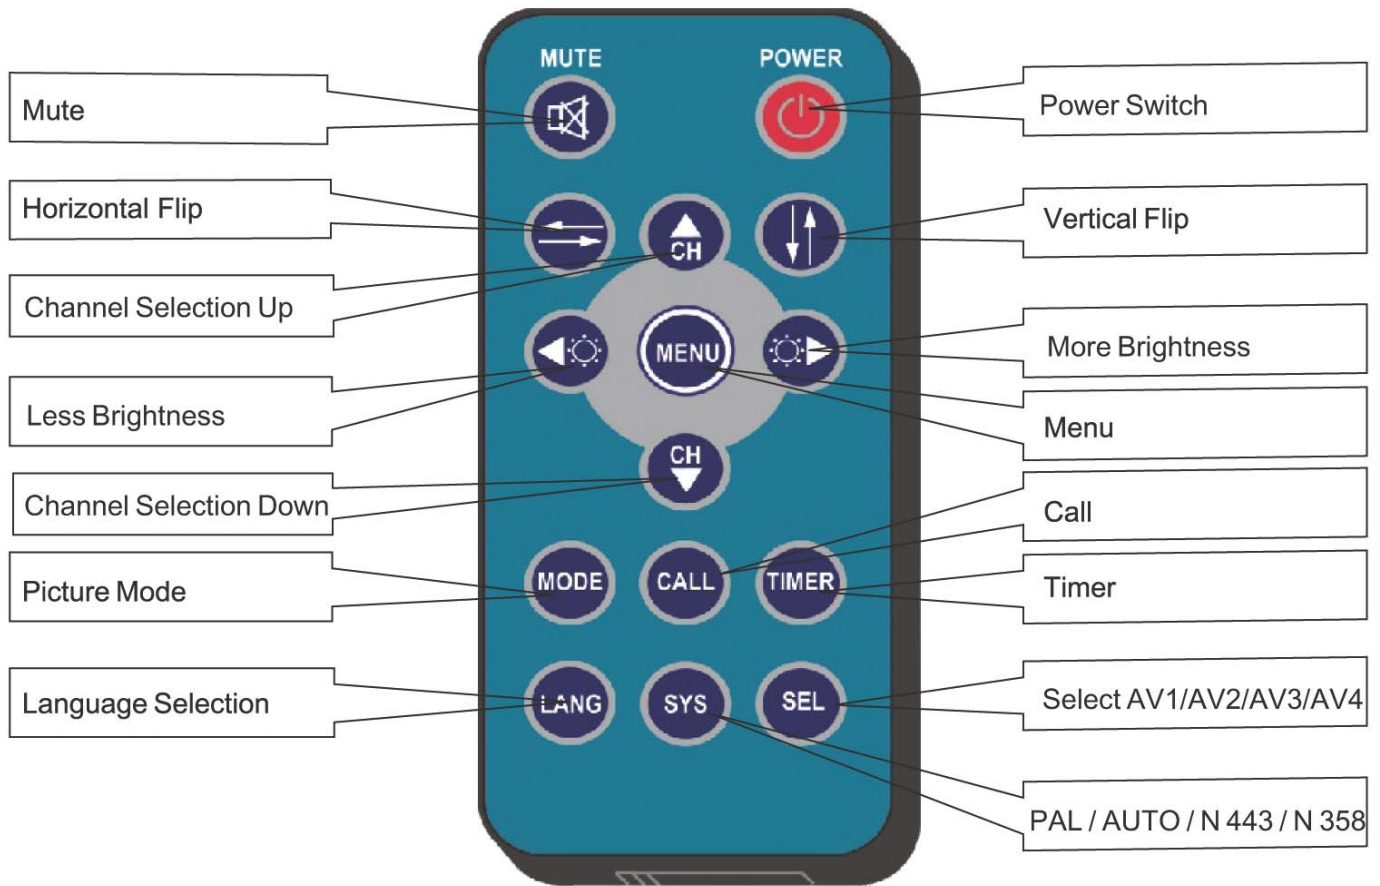 MUTE
POWER
Mute
Power Switch
Horizontal Flip
CH
Vertical Flip
Channel Selection Up
MENU
More Brightness
Less Brightness
Menu
CH
Channel Selection Down
Call
MODE
CALL
TIMER
Picture Mode
Timer
LANG
SYS
SEL
Language Selection
Select AV1/AV2/AV3/AV4
PAL / AUTO / N 443 / N 358